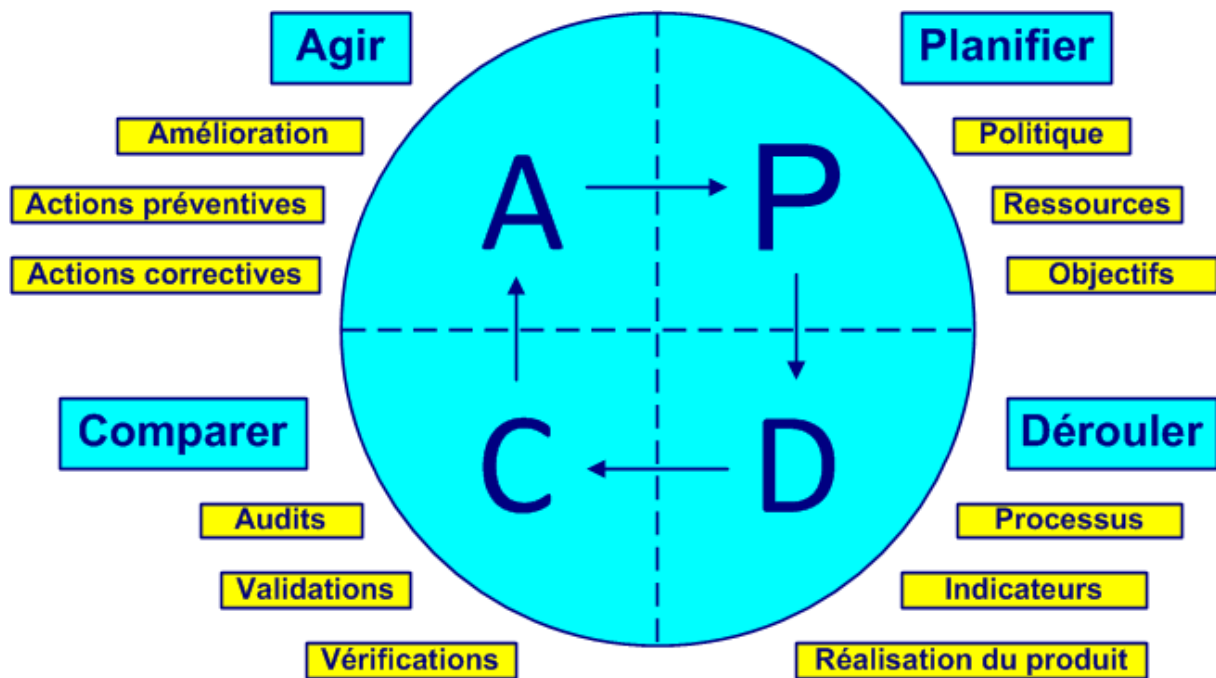 Agir
Planifier
Amélioration
Politique
Actions préventives
Ressources
Actions correctives
Objectifs
A
P
Comparer
Dérouler
C
D
Audits
Processus
Validations
Indicateurs
Vérifications
Réalisation du produit